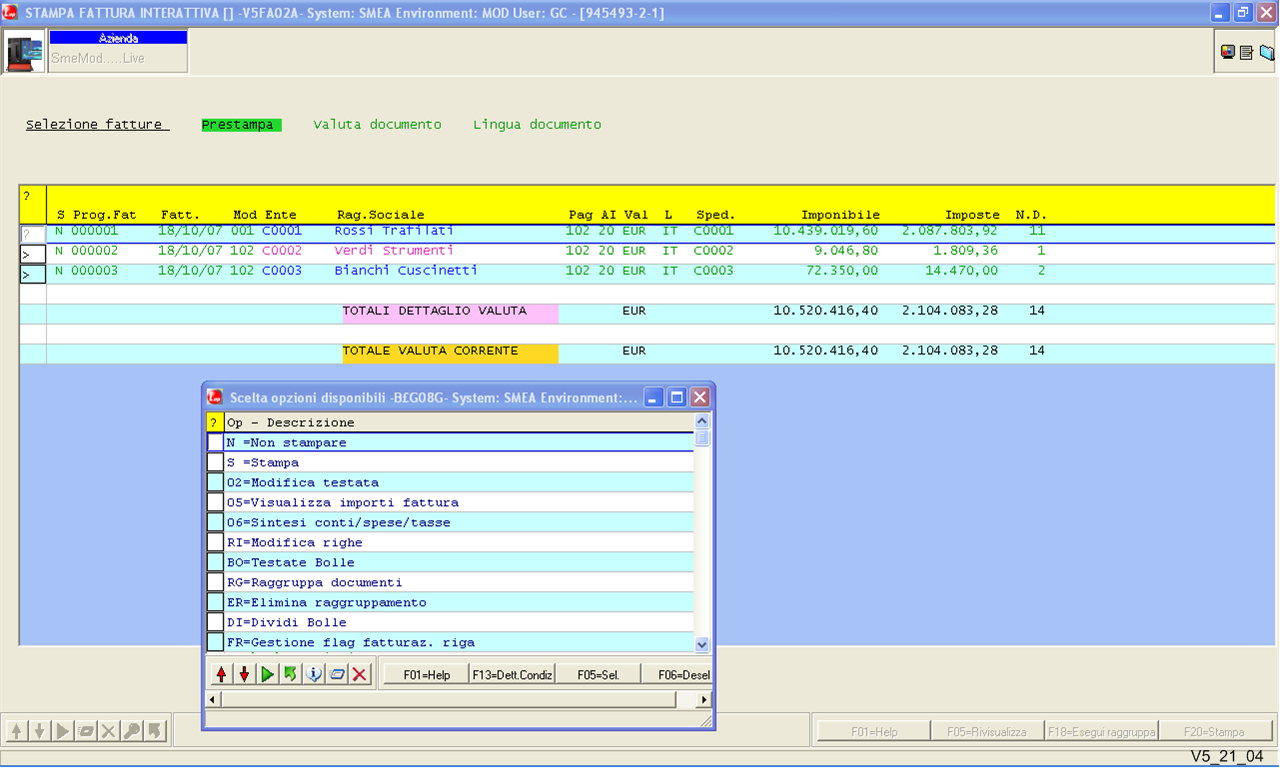 STAMPA FATTURA INTERATTIVA [] -V5FA02A- System: SMEA Environment: MOD User: GC - [945493-2-1]
Azienda
SmeMod.....Live
Selezione fatture Prestampa Valuta documento Lingua documento
?
S Prog.Fat Fatt. Mod Ente Rag.Sociale Pag AI Val L Sped. Imponibile Imposte N.D.
? N 000001 18/10/07 001 C0001 Rossi Trafilati 102 20 EUR IT C0001 10.439.019,60 2.087.803,92 11
> N 000002 18/10/07 102 C0002 Verdi Strumenti 102 20 EUR IT C0002 9.046,80 1.809,36 1
> N 000003 18/10/07 102 C0003 Bianchi Cuscinetti 102 20 EUR IT C0003 72.350,00 14.470,00 2
TOTALI DETTAGLIO VALUTA EUR 10.520.416,40 2.104.083,28 14
TOTALE VALUTA CORRENTE EUR 10.520.416,40 2.104.083,28 14
Scelta opzioni disponibili -B£G08G- System: SMEA Environment:...
? Op - Descrizione
N =Non stampare
S =Stampa
02=Modifica testata
05=Visualizza importi fattura
06=Sintesi conti/spese/tasse
RI=Modifica righe
BO=Testate Bolle
RG=Raggruppa documenti
ER=Elimina raggruppamento
DI=Dividi Bolle
FR=Gestione flag fatturaz. riga
F01=Help F13=Dett.Condiz F05=Sel. F06=Desel
F01=Help F05=Rivisualizza F18=Esegui raggruppa F20=Stampa
V5_21_04